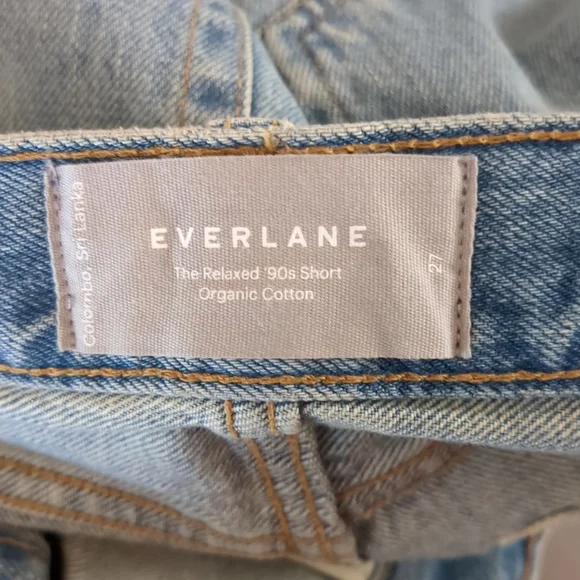 EVERLANE
The Relaxed '90s Short
Organic Cotton
Colombo, Sri Lanka
27